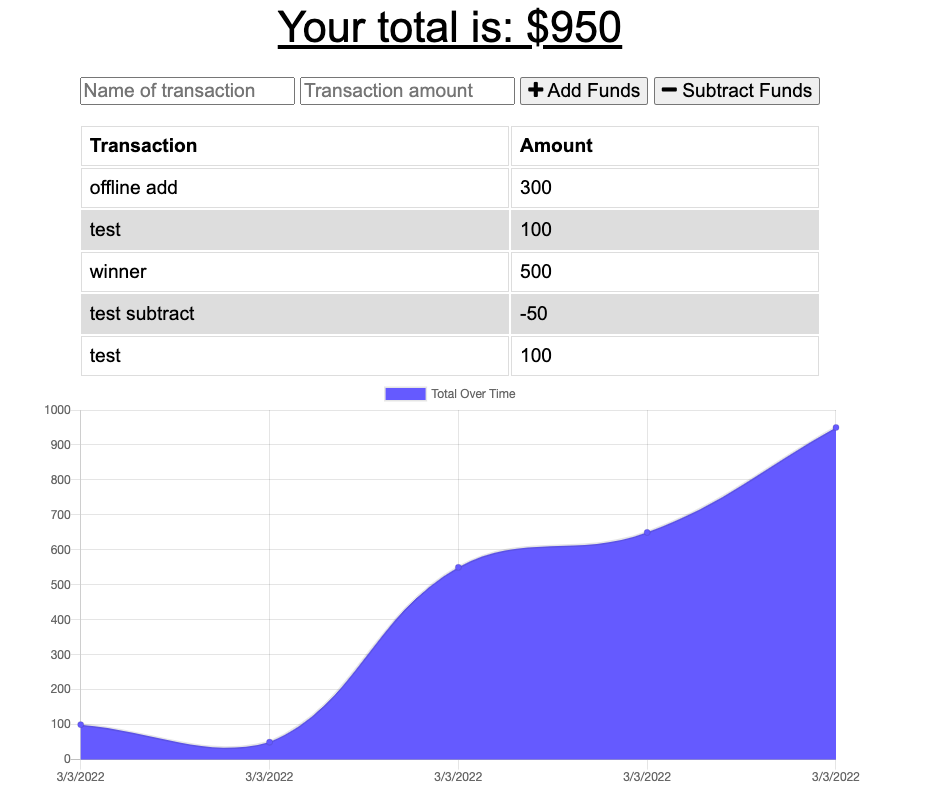 Your total is: $950
Name of transaction Transaction amount + Add Funds − Subtract Funds
Transaction Amount
offline add 300
test 100
winner 500
test subtract -50
test 100
Total Over Time
1000
900
800
700
600
500
400
300
200
100
0
3/3/2022 3/3/2022 3/3/2022 3/3/2022 3/3/2022